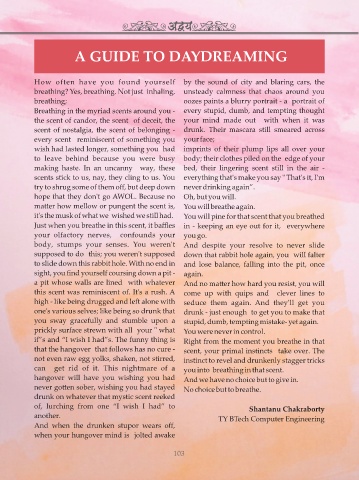 अद्वय
A GUIDE TO DAYDREAMING
How often have you found yourself
breathing? Yes, breathing. Not just inhaling,
breathing;
Breathing in the myriad scents around you -
the scent of candor, the scent of deceit, the
scent of nostalgia, the scent of belonging -
every scent reminiscent of something you
wish had lasted longer, something you had
to leave behind because you were busy
making haste. In an uncanny way, these
scents stick to us, nay, they cling to us. You
try to shrug some of them off, but deep down
hope that they don't go AWOL. Because no
matter how mellow or pungent the scent is,
it's the musk of what we wished we still had.
Just when you breathe in this scent, it baffles
your olfactory nerves, confounds your
body, stumps your senses. You weren't
supposed to do this; you weren't supposed
to slide down this rabbit hole. With no end in
sight, you find yourself coursing down a pit -
a pit whose walls are lined with whatever
this scent was reminiscent of. It's a rush. A
high - like being drugged and left alone with
one's various selves; like being so drunk that
you sway gracefully and stumble upon a
prickly surface strewn with all your " what
if"s and "I wish I had"s. The funny thing is
that the hangover that follows has no cure -
not even raw egg yolks, shaken, not stirred,
can get rid of it. This nightmare of a
hangover will have you wishing you had
never gotten sober, wishing you had stayed
drunk on whatever that mystic scent reeked
of, lurching from one "I wish I had" to
another.
And when the drunken stupor wears off,
when your hungover mind is jolted awake
by the sound of city and blaring cars, the
unsteady calmness that chaos around you
oozes paints a blurry portrait - a portrait of
every stupid, dumb, and tempting thought
your mind made out with when it was
drunk. Their mascara still smeared across
your face;
imprints of their plump lips all over your
body; their clothes piled on the edge of your
bed, their lingering scent still in the air -
everything that's make you say " That's it, I'm
never drinking again".
Oh, but you will.
You will breathe again.
You will pine for that scent that you breathed
in - keeping an eye out for it, everywhere
you go.
And despite your resolve to never slide
down that rabbit hole again, you will falter
and lose balance, falling into the pit, once
again.
And no matter how hard you resist, you will
come up with quips and clever lines to
seduce them again. And they'll get you
drunk - just enough to get you to make that
stupid, dumb, tempting mistake- yet again.
You were never in control.
Right from the moment you breathe in that
scent, your primal instincts take over. The
instinct to revel and drunkenly stagger tricks
you into breathing in that scent.
And we have no choice but to give in.
No choice but to breathe.
Shantanu Chakraborty
TY BTech Computer Engineering
103